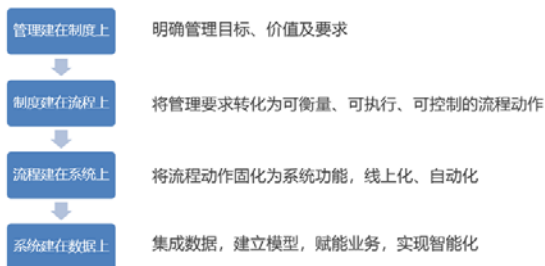 管理建在制度上
明确管理目标、价值及要求
制度建在流程上
将管理要求转化为可衡量、可执行、可控制的流程动作
流程建在系统上
将流程动作固化为系统功能，线上化、自动化
系统建在数据上
集成数据，建立模型，赋能业务，实现智能化